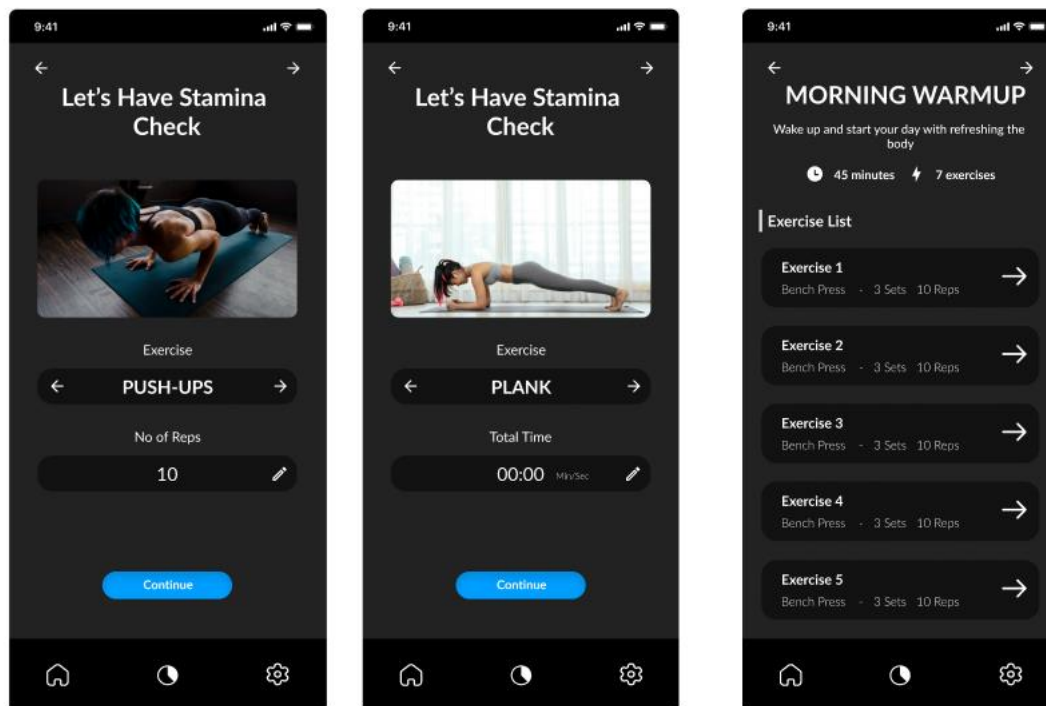 9:41
Let's Have Stamina
Check
Exercise
PUSH-UPS
No of Reps
10
Continue
9:41
Let's Have Stamina
Check
Exercise
PLANK
Total Time
00:00 Min/Sec
Continue
9:41
MORNING WARMUP
Wake up and start your day with refreshing the
body
45 minutes 7 exercises
Exercise List
Exercise 1
Bench Press - 3 Sets 10 Reps
Exercise 2
Bench Press - 3 Sets 10 Reps
Exercise 3
Bench Press - 3 Sets 10 Reps
Exercise 4
Bench Press - 3 Sets 10 Reps
Exercise 5
Bench Press - 3 Sets 10 Reps